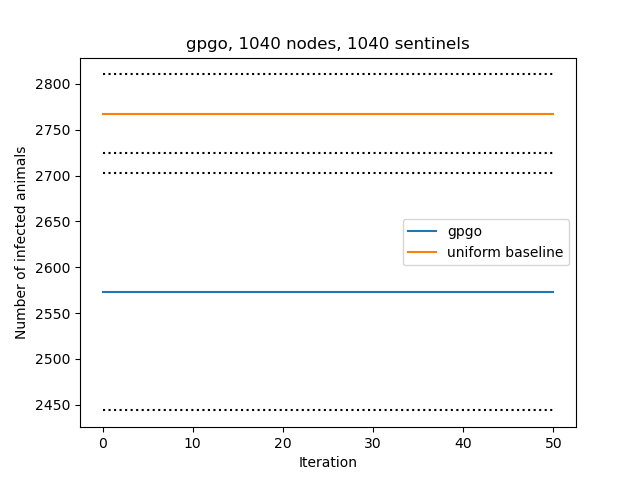 gpgo, 1040 nodes, 1040 sentinels
2800
2750
2700
2650
2600
2550
2500
2450
Number of infected animals
gpgo
uniform baseline
0 10 20 30 40 50
Iteration